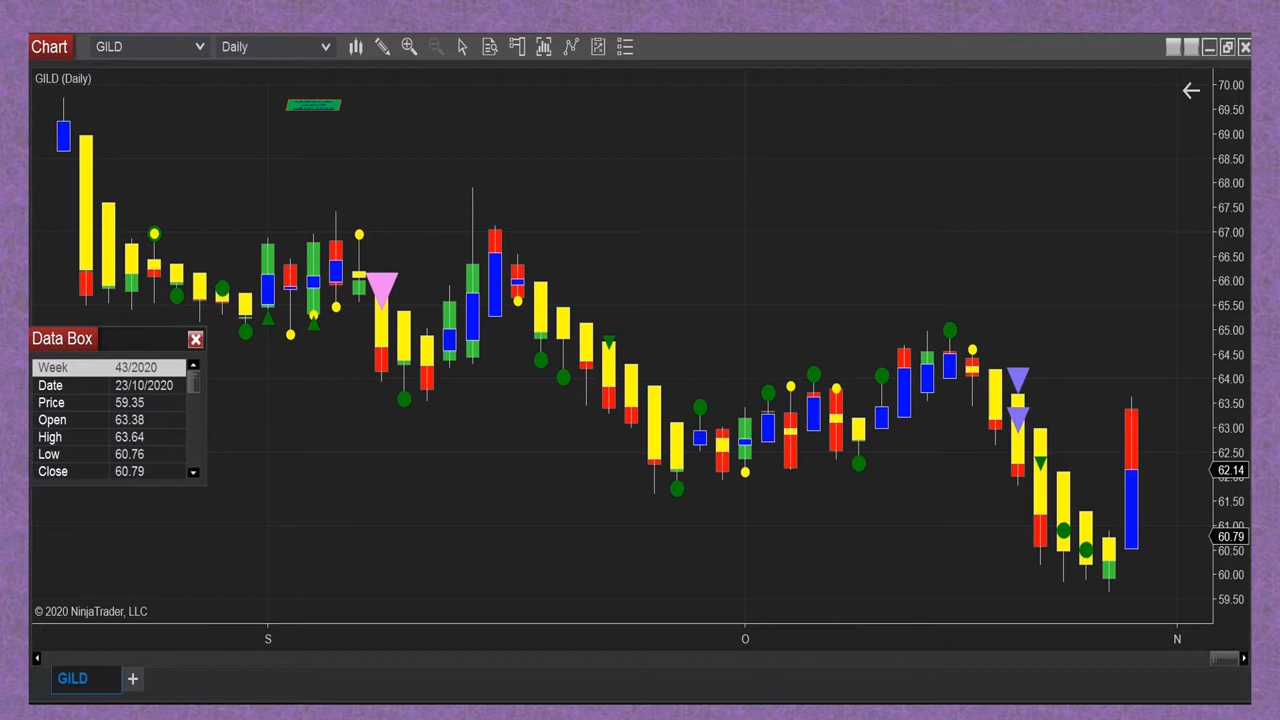 Chart GILD Daily
GILD (Daily)
70.00
69.50
69.00
68.50
68.00
67.50
67.00
66.50
66.00
65.50
65.00
64.50
64.00
63.50
63.00
62.50
62.14
61.50
61.00
60.79
60.50
60.00
59.50
Data Box
Week 43/2020
Date 23/10/2020
Price 59.35
Open 63.38
High 63.64
Low 60.76
Close 60.79
© 2020 NinjaTrader, LLC
S O N
GILD +